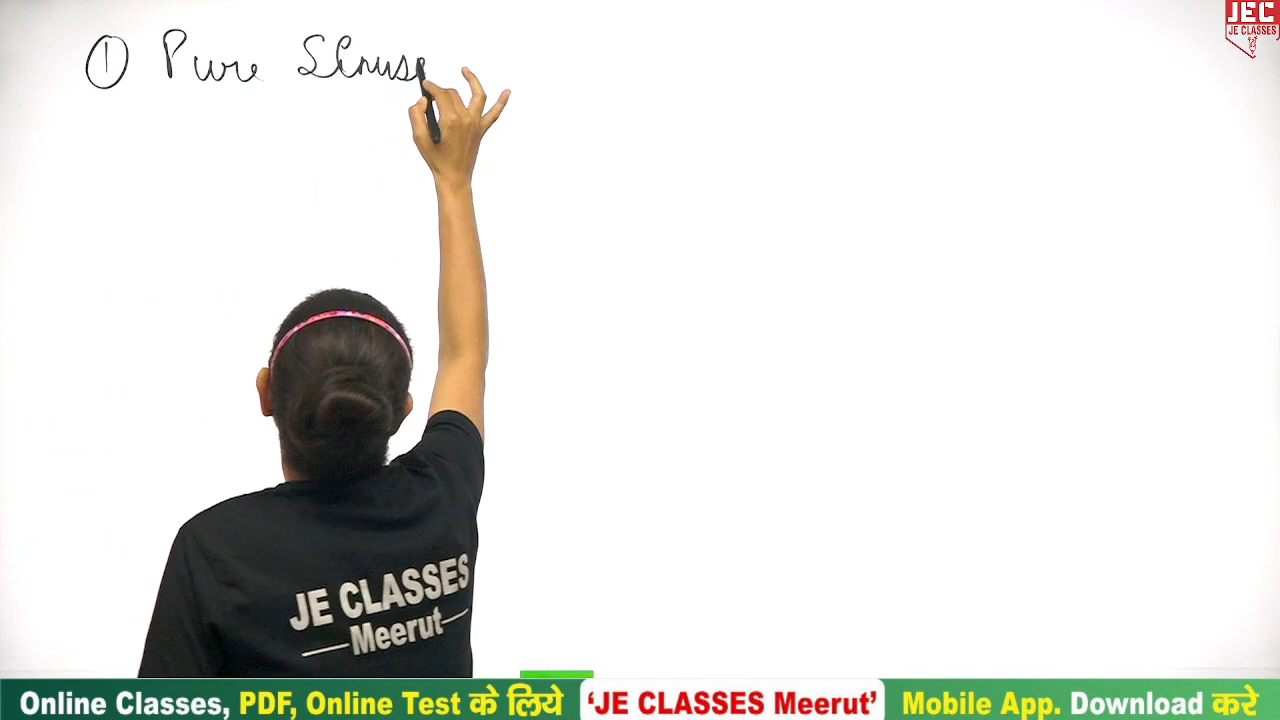 ① Pure Sinus
JEC
JE CLASSES
JE CLASSES
Meerut
Online Classes, PDF, Online Test के लिये ‘JE CLASSES Meerut’ Mobile App. Download करे